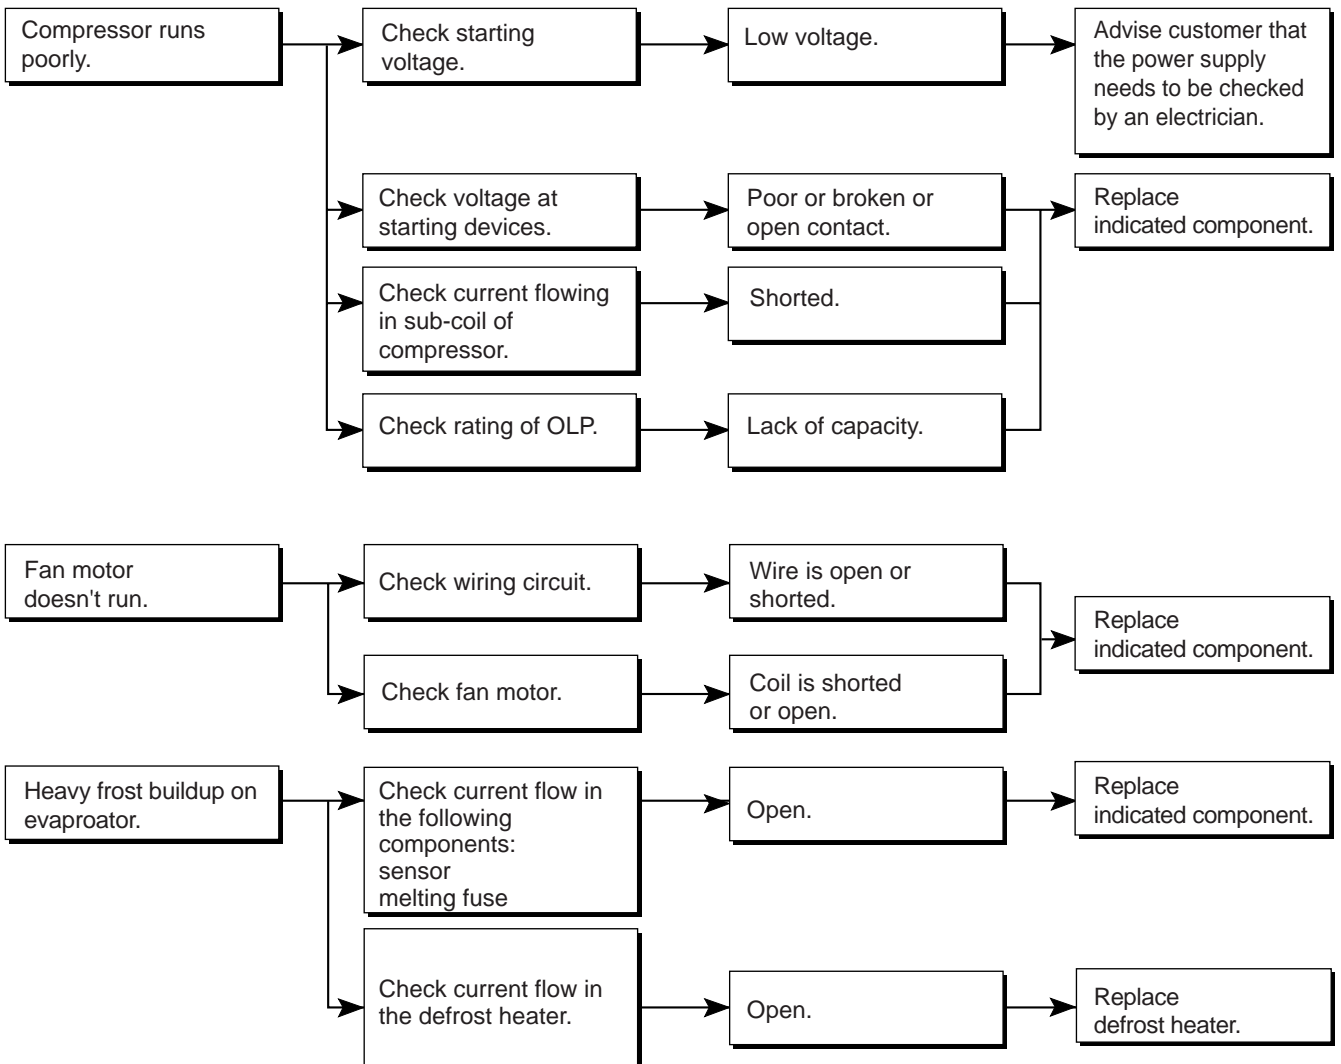 Compressor runs
poorly.
Check starting
voltage.
Low voltage.
Advise customer that
the power supply
needs to be checked
by an electrician.
Check voltage at
starting devices.
Poor or broken or
open contact.
Replace
indicated component.
Check current flowing
in sub-coil of
compressor.
Shorted.
Check rating of OLP.
Lack of capacity.
Fan motor
doesn't run.
Check wiring circuit.
Wire is open or
shorted.
Replace
indicated component.
Check fan motor.
Coil is shorted
or open.
Heavy frost buildup on
evaproator.
Check current flow in
the following
components:
sensor
melting fuse
Open.
Replace
indicated component.
Check current flow in
the defrost heater.
Open.
Replace
defrost heater.